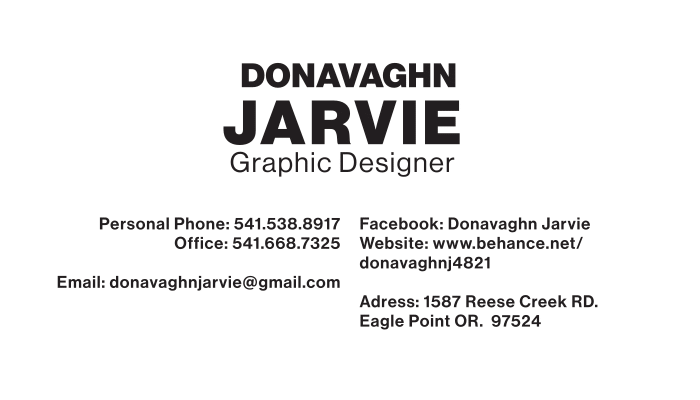 DONAVAGHN
JARVIE
Graphic Designer
Personal Phone: 541.538.8917
Office: 541.668.7325
Email: donavaghnjarvie@gmail.com
Facebook: Donavaghn Jarvie
Website: www.behance.net/
donavaghnj4821
Adress: 1587 Reese Creek RD.
Eagle Point OR.  97524